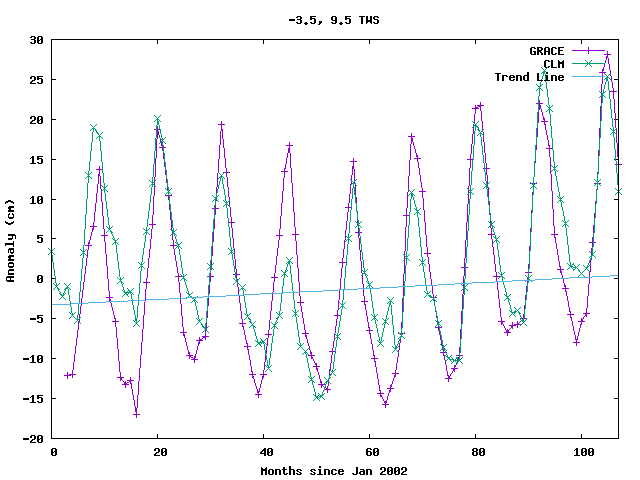 -3.5, 9.5 TWS
GRACE
CLM
Trend Line
30
25
20
15
10
5
0
-5
-10
-15
-20
Anomaly (cm)
0 20 40 60 80 100
Months since Jan 2002